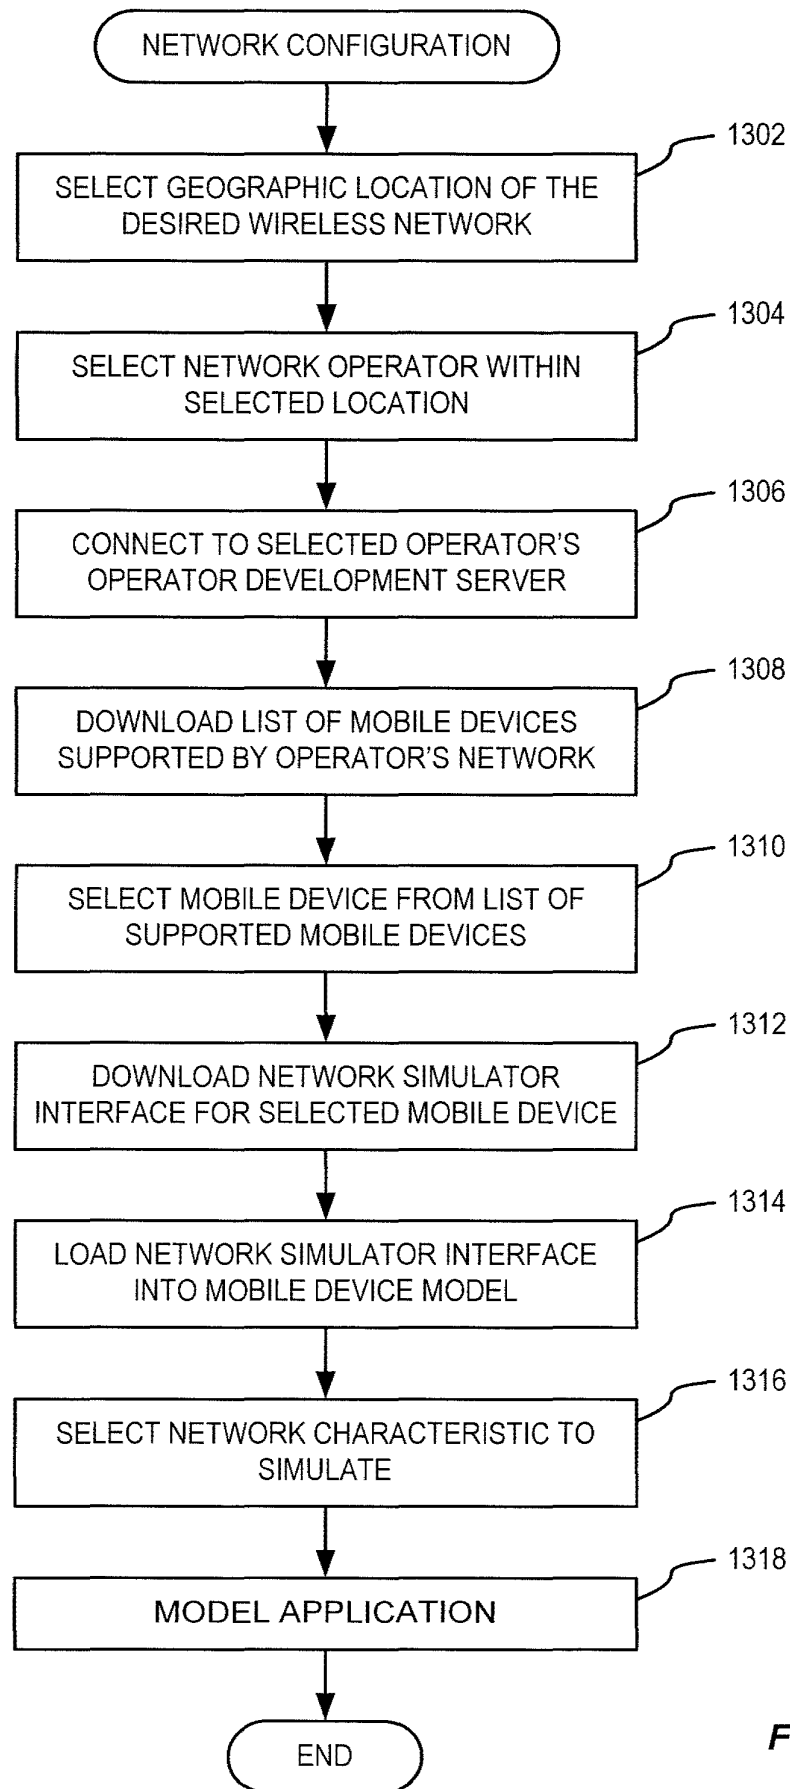 NETWORK CONFIGURATION
1302
SELECT GEOGRAPHIC LOCATION OF THE
DESIRED WIRELESS NETWORK
1304
SELECT NETWORK OPERATOR WITHIN
SELECTED LOCATION
1306
CONNECT TO SELECTED OPERATOR'S
OPERATOR DEVELOPMENT SERVER
1308
DOWNLOAD LIST OF MOBILE DEVICES
SUPPORTED BY OPERATOR'S NETWORK
1310
SELECT MOBILE DEVICE FROM LIST OF
SUPPORTED MOBILE DEVICES
1312
DOWNLOAD NETWORK SIMULATOR
INTERFACE FOR SELECTED MOBILE DEVICE
1314
LOAD NETWORK SIMULATOR INTERFACE
INTO MOBILE DEVICE MODEL
1316
SELECT NETWORK CHARACTERISTIC TO
SIMULATE
1318
MODEL APPLICATION
END
F